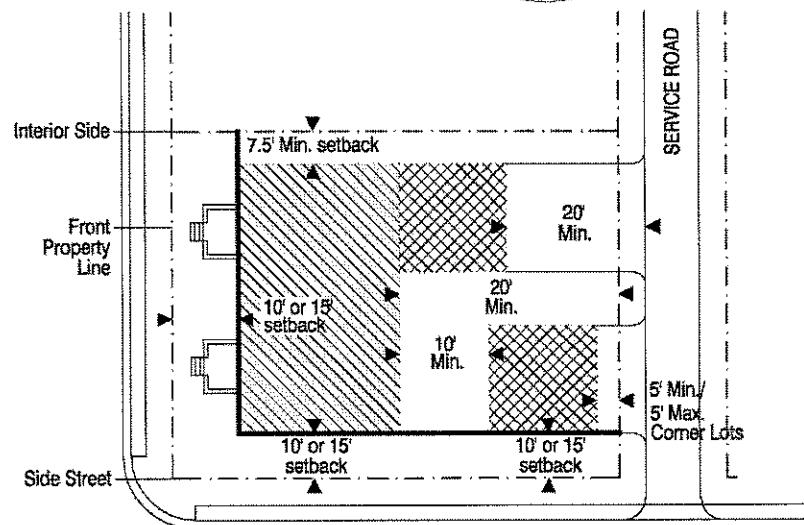 SERVICE ROAD
Interior Side
7.5' Min. setback
Front
Property
Line
20'
Min.
20'
Min.
10' or 15'
setback
10'
Min.
5' Min./
5' Max.
Corner Lots
10' or 15'
setback
10' or 15'
setback
Side Street